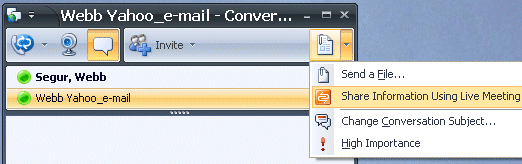 Webb Yahoo_e-mail - Conver...
Invite
Segur, Webb
Webb Yahoo_e-mail
Send a File...
Share Information Using Live Meeting
Change Conversation Subject...
High Importance